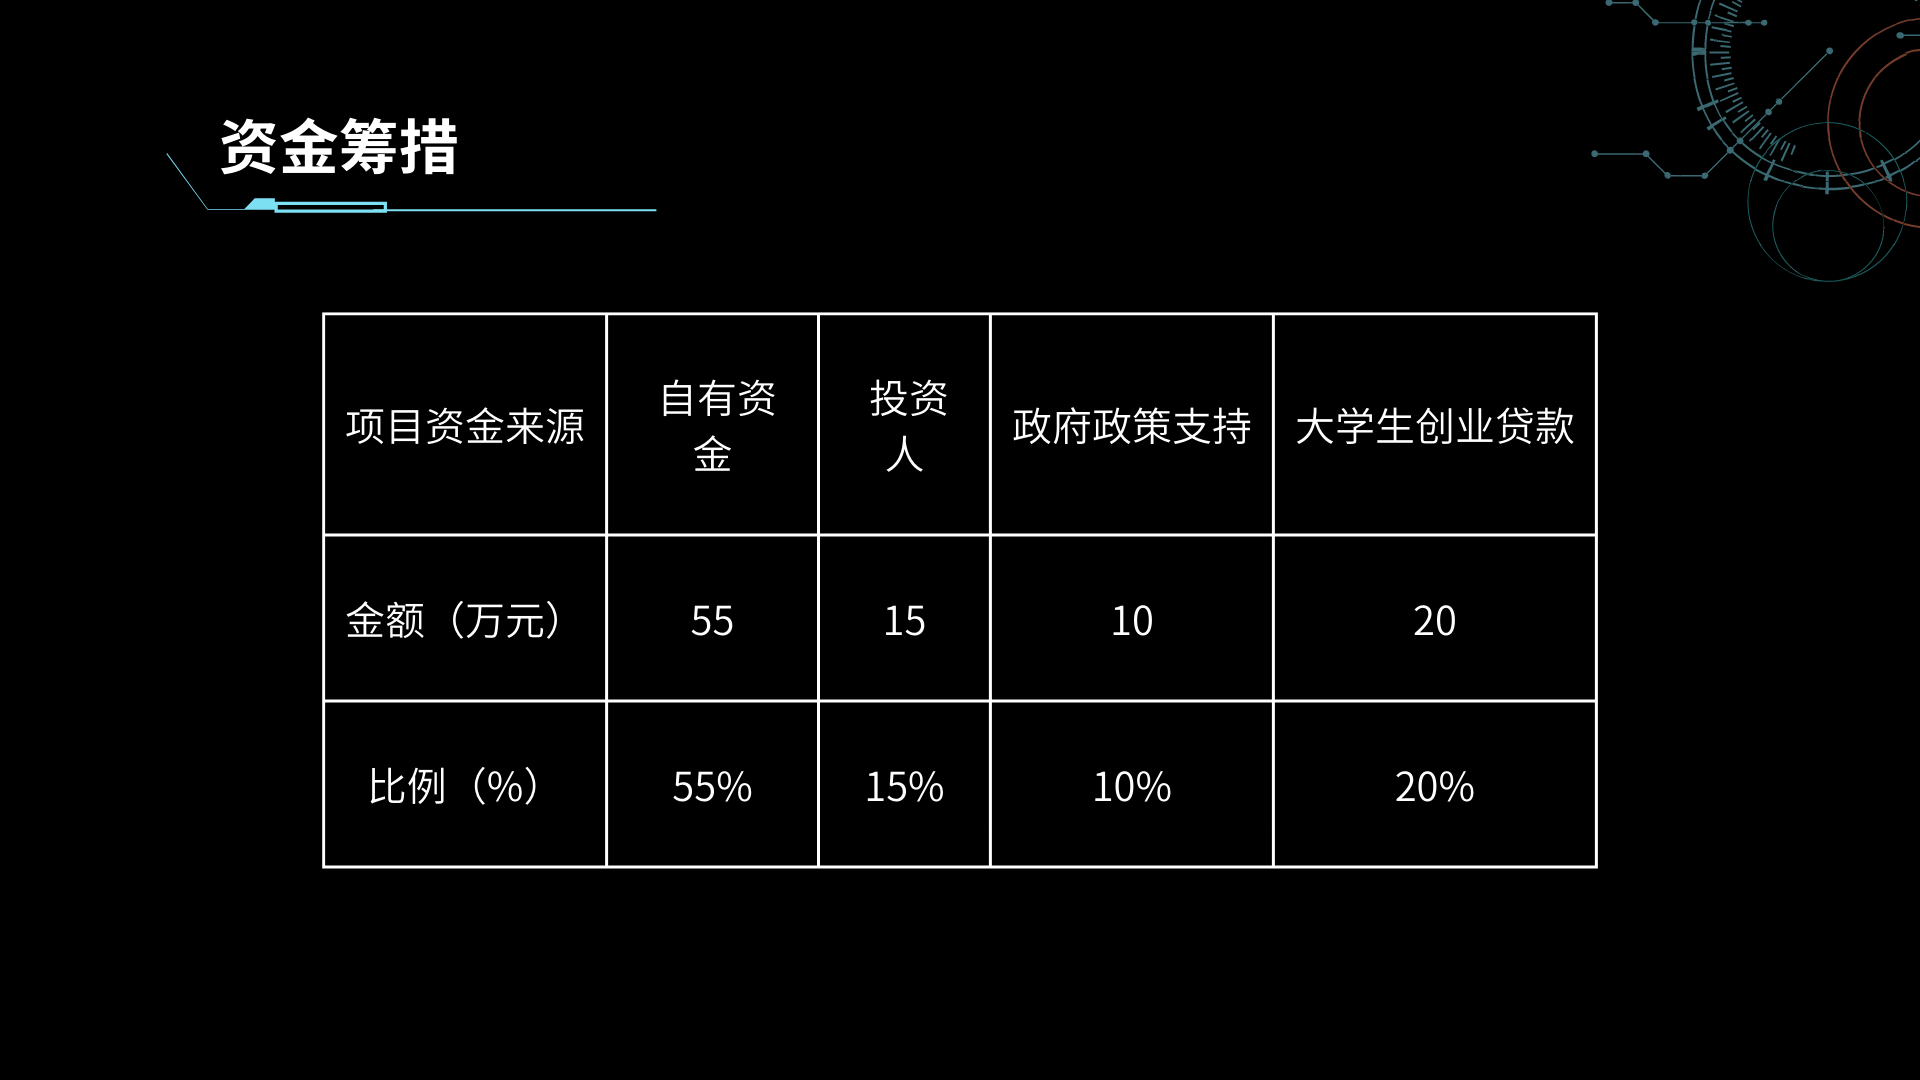 资金筹措
项目资金来源
自有资
金
投资
人
政府政策支持
大学生创业贷款
金额（万元）
55
15
10
20
比例（%）
55%
15%
10%
20%